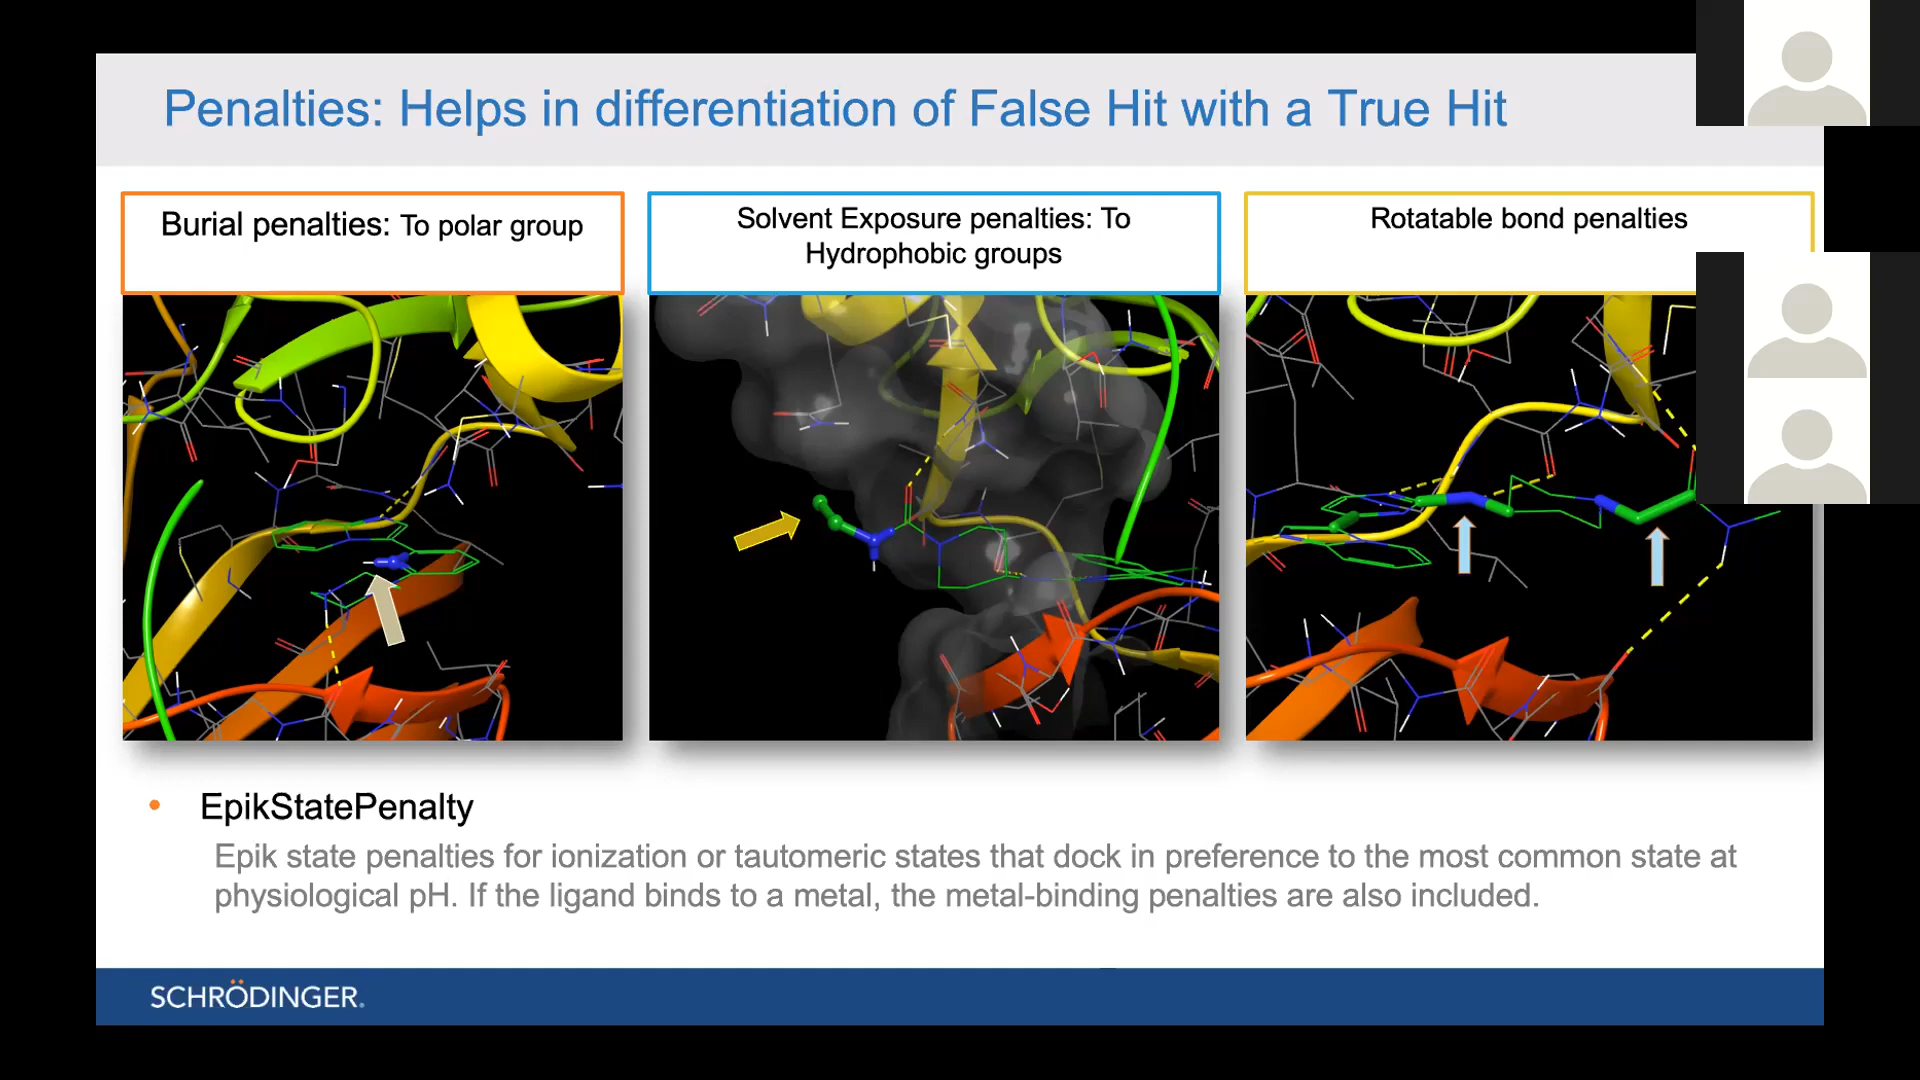 Penalties: Helps in differentiation of False Hit with a True Hit
Burial penalties: To polar group
Solvent Exposure penalties: To
Hydrophobic groups
Rotatable bond penalties
• EpikStatePenalty
Epik state penalties for ionization or tautomeric states that dock in preference to the most common state at
physiological pH. If the ligand binds to a metal, the metal-binding penalties are also included.
SCHRÖDINGER.